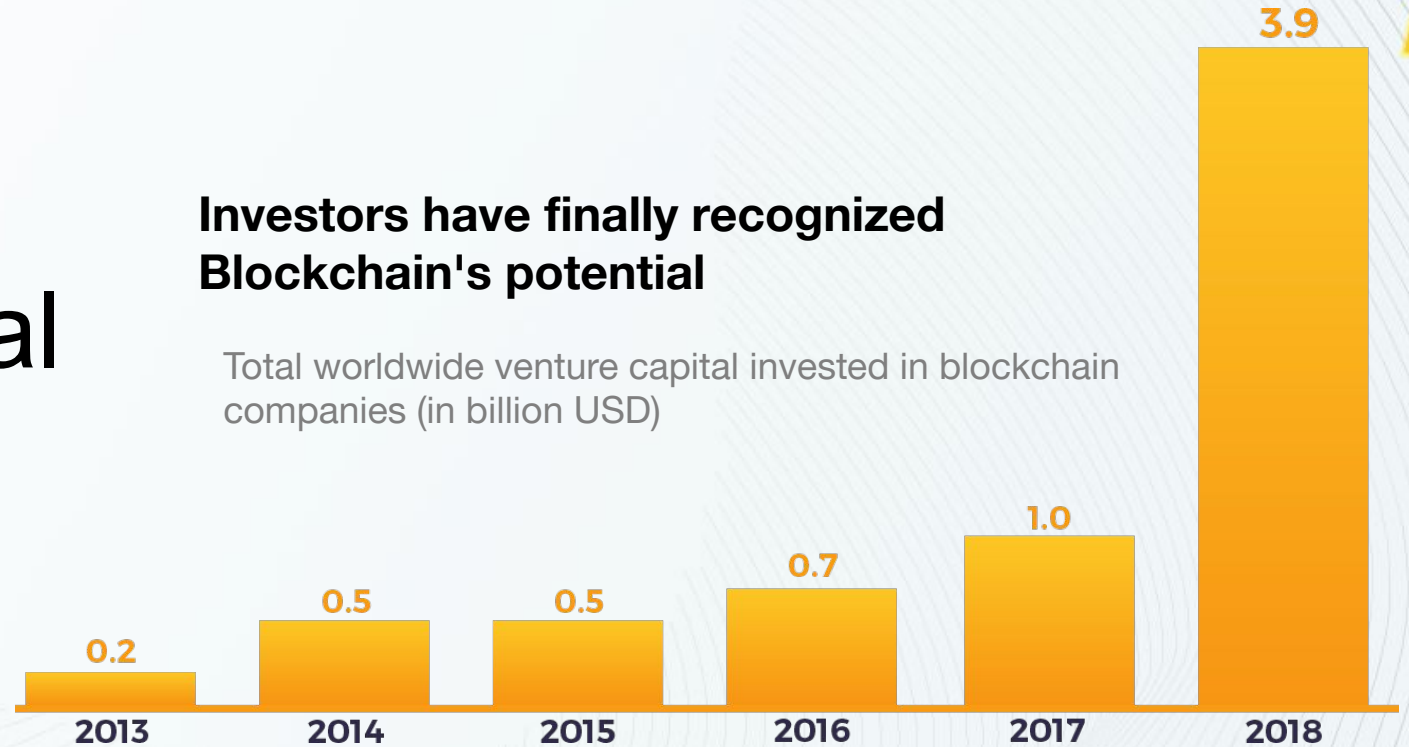 3.9
Investors have finally recognized
Blockchain's potential
al
Total worldwide venture capital invested in blockchain
companies (in billion USD)
1.0
0.7
0.5
0.5
0.2
2013
2014
2015
2016
2017
2018